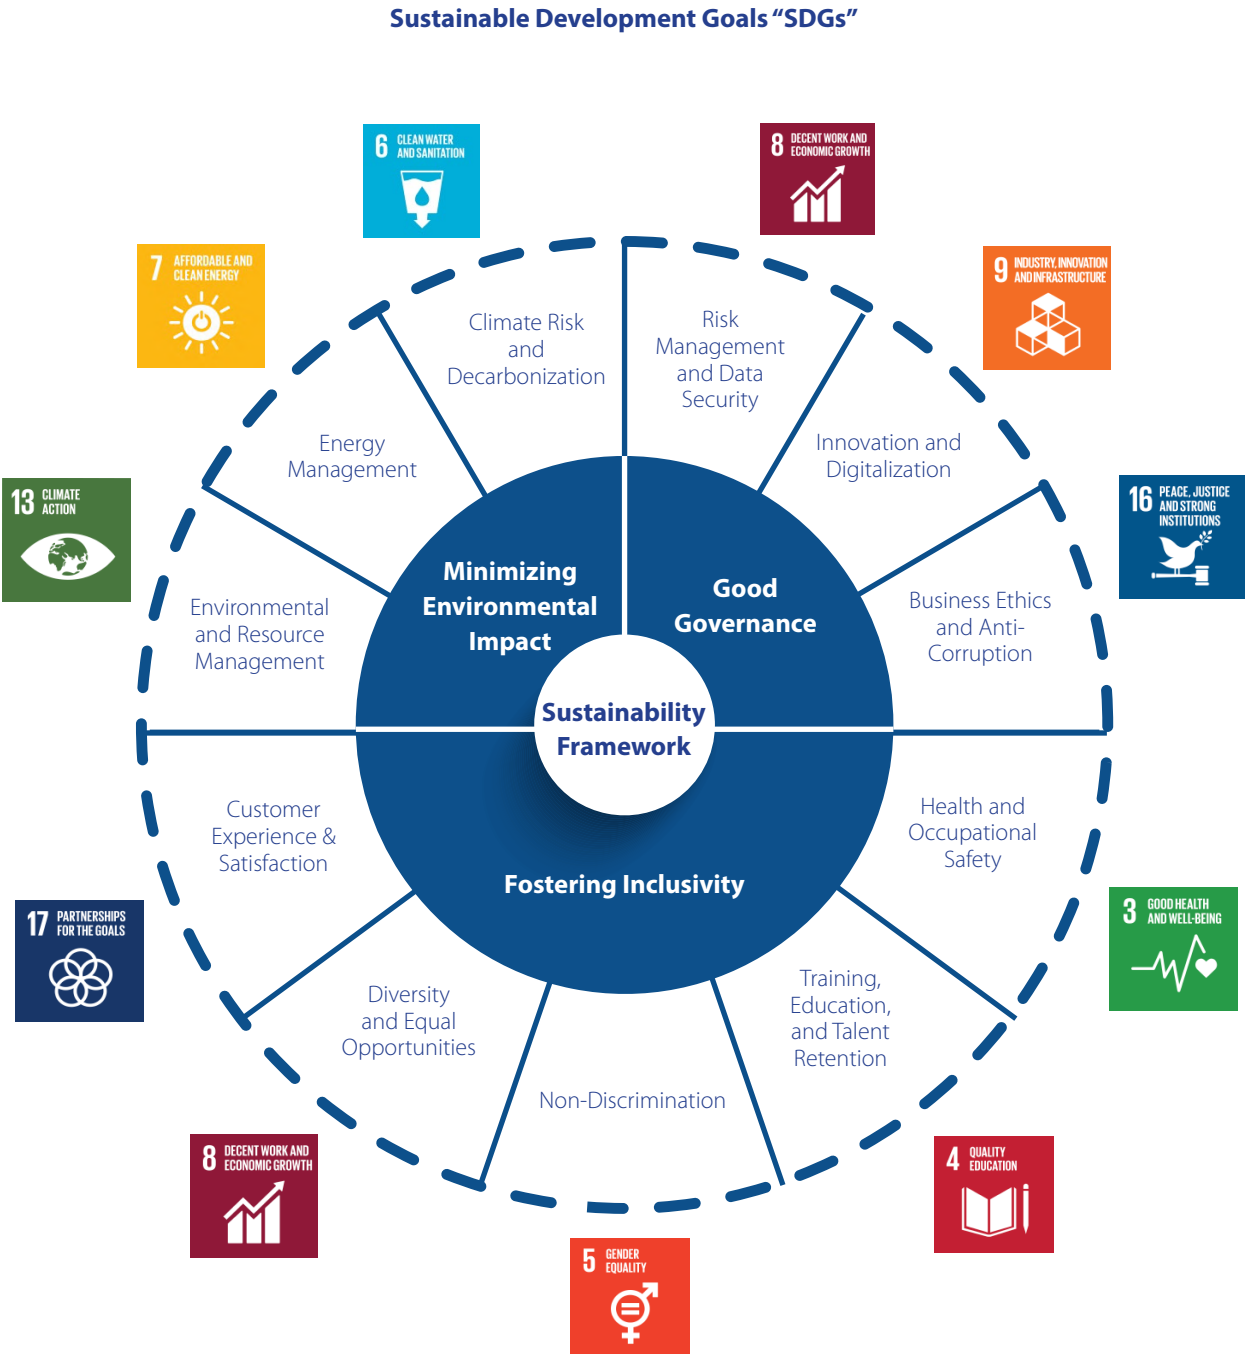 Sustainable Development Goals “SDGs”
6 CLEAN WATER
AND SANITATION
8 DECENT WORK AND
ECONOMIC GROWTH
7 AFFORDABLE AND
CLEAN ENERGY
9 INDUSTRY, INNOVATION
AND INFRASTRUCTURE
Climate Risk
and
Decarbonization
Risk
Management
and Data
Security
Energy
Management
Innovation and
Digitalization
13 CLIMATE
ACTION
16 PEACE, JUSTICE
AND STRONG
INSTITUTIONS
Minimizing
Environmental
Impact
Good
Governance
Environmental
and Resource
Management
Business Ethics
and Anti-
Corruption
Sustainability
Framework
Customer
Experience &
Satisfaction
Health and
Occupational
Safety
Fostering Inclusivity
17 PARTNERSHIPS
FOR THE GOALS
3 GOOD HEALTH
AND WELL-BEING
Diversity
and Equal
Opportunities
Training,
Education,
and Talent
Retention
Non-Discrimination
8 DECENT WORK AND
ECONOMIC GROWTH
4 QUALITY
EDUCATION
5 GENDER
EQUALITY